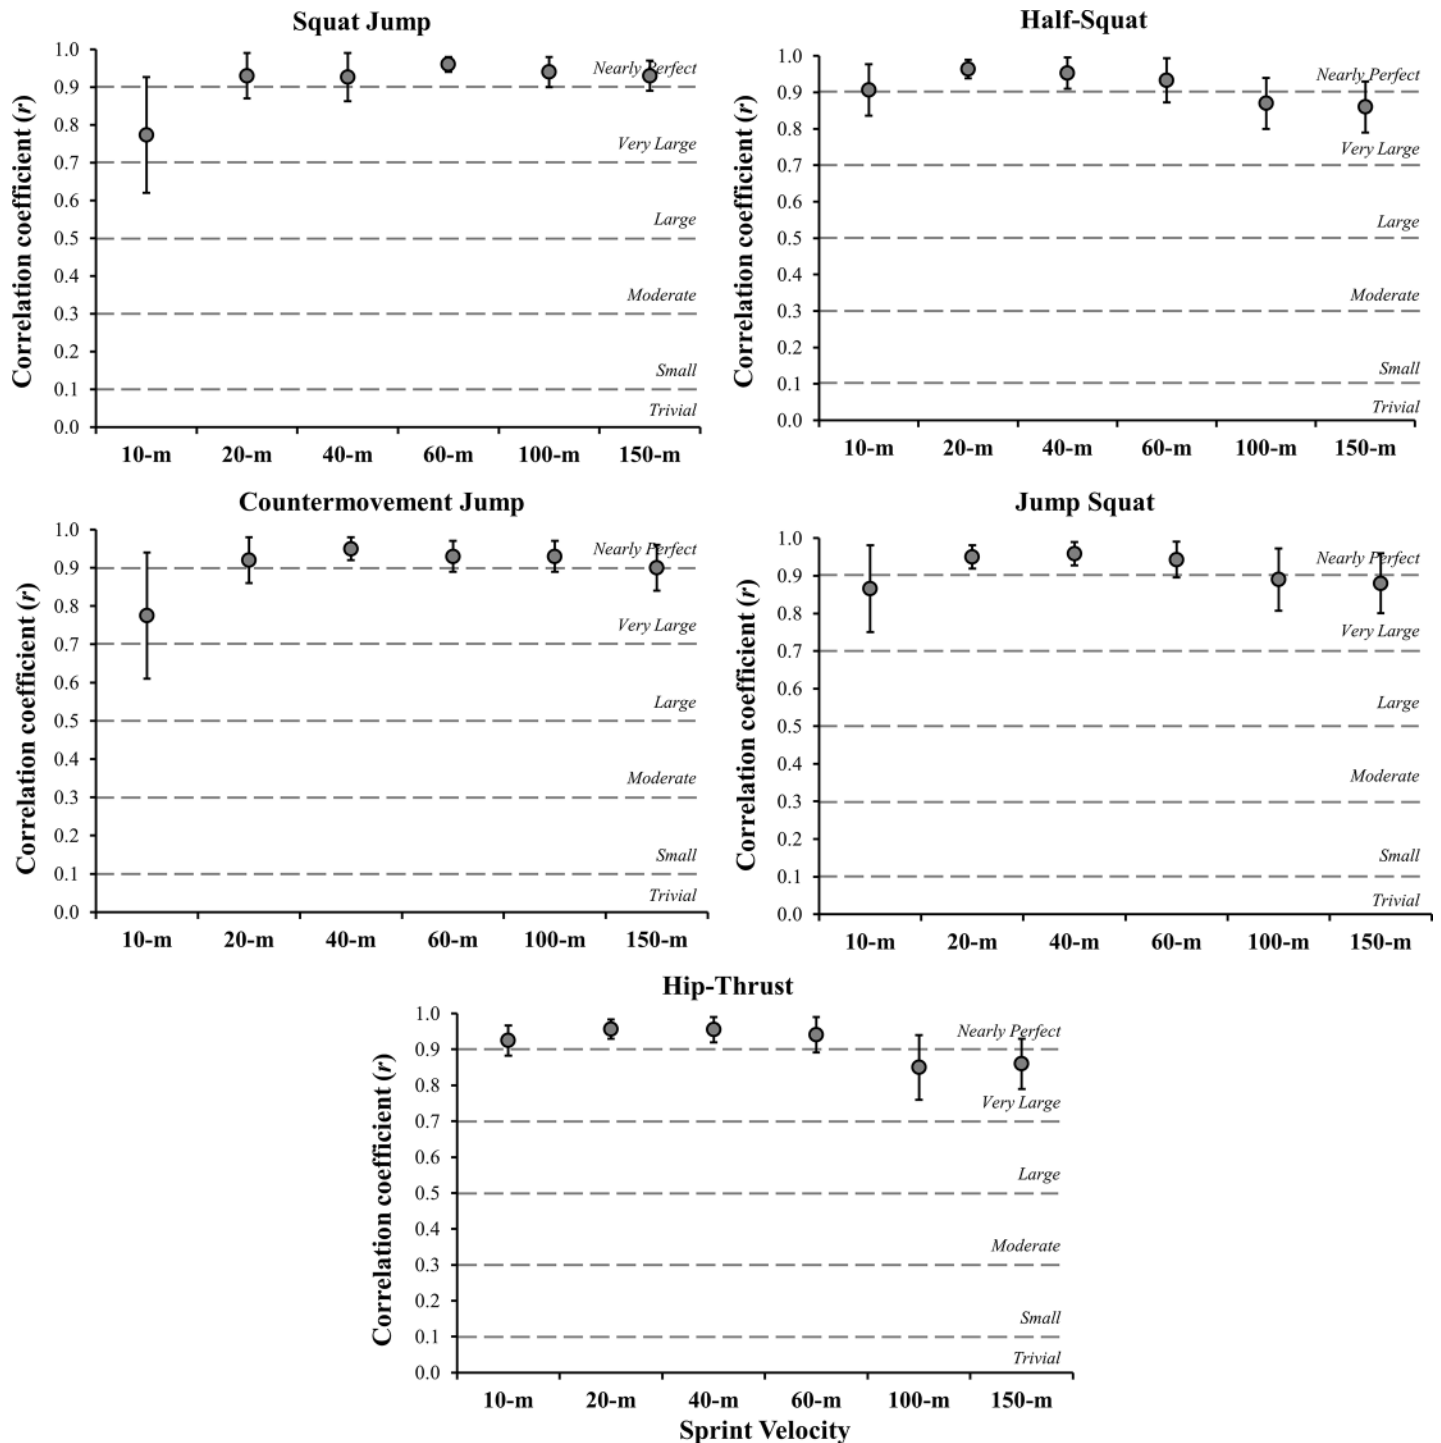 Squat Jump
Correlation coefficient (r)
1.0
0.9
0.8
0.7
0.6
0.5
0.4
0.3
0.2
0.1
0.0
Nearly Perfect
Very Large
Large
Moderate
Small
Trivial
10-m 20-m 40-m 60-m 100-m 150-m
Half-Squat
Correlation coefficient (r)
1.0
0.9
0.8
0.7
0.6
0.5
0.4
0.3
0.2
0.1
0.0
Nearly Perfect
Very Large
Large
Moderate
Small
Trivial
10-m 20-m 40-m 60-m 100-m 150-m
Countermovement Jump
Correlation coefficient (r)
1.0
0.9
0.8
0.7
0.6
0.5
0.4
0.3
0.2
0.1
0.0
Nearly Perfect
Very Large
Large
Moderate
Small
Trivial
10-m 20-m 40-m 60-m 100-m 150-m
Jump Squat
Correlation coefficient (r)
1.0
0.9
0.8
0.7
0.6
0.5
0.4
0.3
0.2
0.1
0.0
Nearly Perfect
Very Large
Large
Moderate
Small
Trivial
10-m 20-m 40-m 60-m 100-m 150-m
Hip-Thrust
Correlation coefficient (r)
1.0
0.9
0.8
0.7
0.6
0.5
0.4
0.3
0.2
0.1
0.0
Nearly Perfect
Very Large
Large
Moderate
Small
Trivial
10-m 20-m 40-m 60-m 100-m 150-m
Sprint Velocity